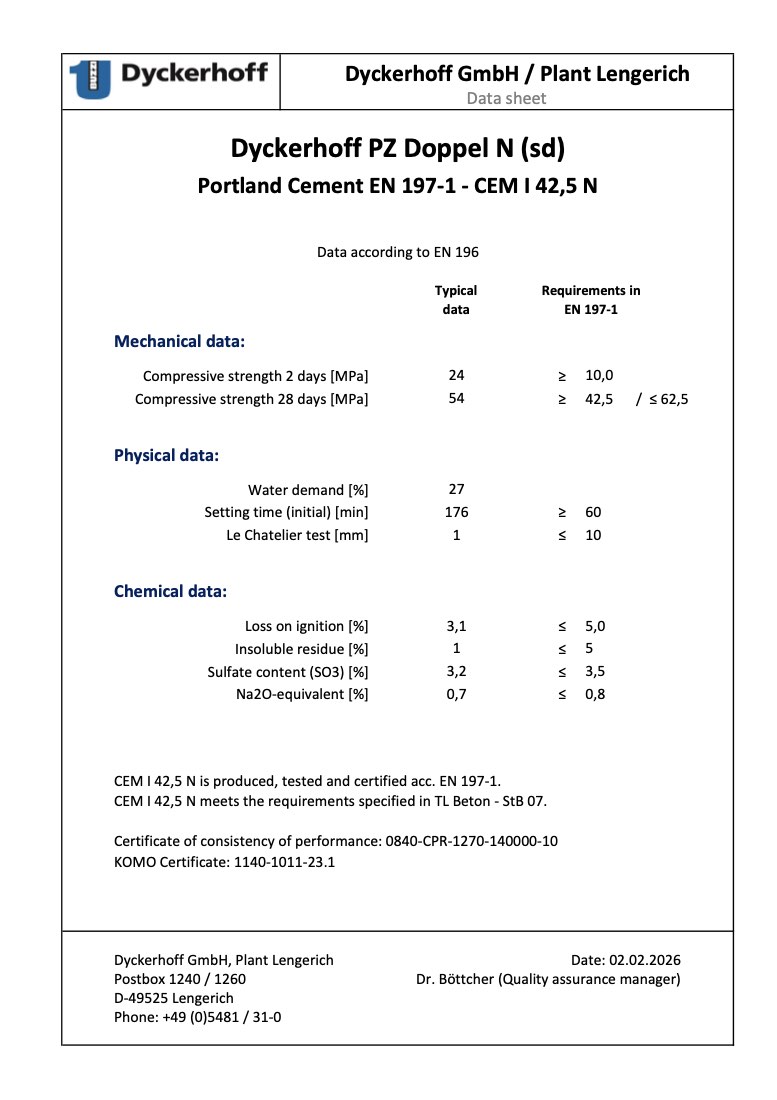 Dyckerhoff
Dyckerhoff GmbH / Plant Lengerich
Data sheet
Dyckerhoff PZ Doppel N (sd)
Portland Cement EN 197-1 - CEM I 42,5 N
Data according to EN 196
Typical data
Requirements in EN 197-1
Mechanical data:
Compressive strength 2 days [MPa] 24 ≥ 10,0
Compressive strength 28 days [MPa] 54 ≥ 42,5 / ≤ 62,5
Physical data:
Water demand [%] 27
Setting time (initial) [min] 176 ≥ 60
Le Chatelier test [mm] 1 ≤ 10
Chemical data:
Loss on ignition [%] 3,1 ≤ 5,0
Insoluble residue [%] 1 ≤ 5
Sulfate content (SO3) [%] 3,2 ≤ 3,5
Na2O-equivalent [%] 0,7 ≤ 0,8
CEM I 42,5 N is produced, tested and certified acc. EN 197-1.
CEM I 42,5 N meets the requirements specified in TL Beton - StB 07.
Certificate of consistency of performance: 0840-CPR-1270-140000-10
KOMO Certificate: 1140-1011-23.1
Dyckerhoff GmbH, Plant Lengerich
Postbox 1240 / 1260
D-49525 Lengerich
Phone: +49 (0)5481 / 31-0
Date: 02.02.2026
Dr. Böttcher (Quality assurance manager)